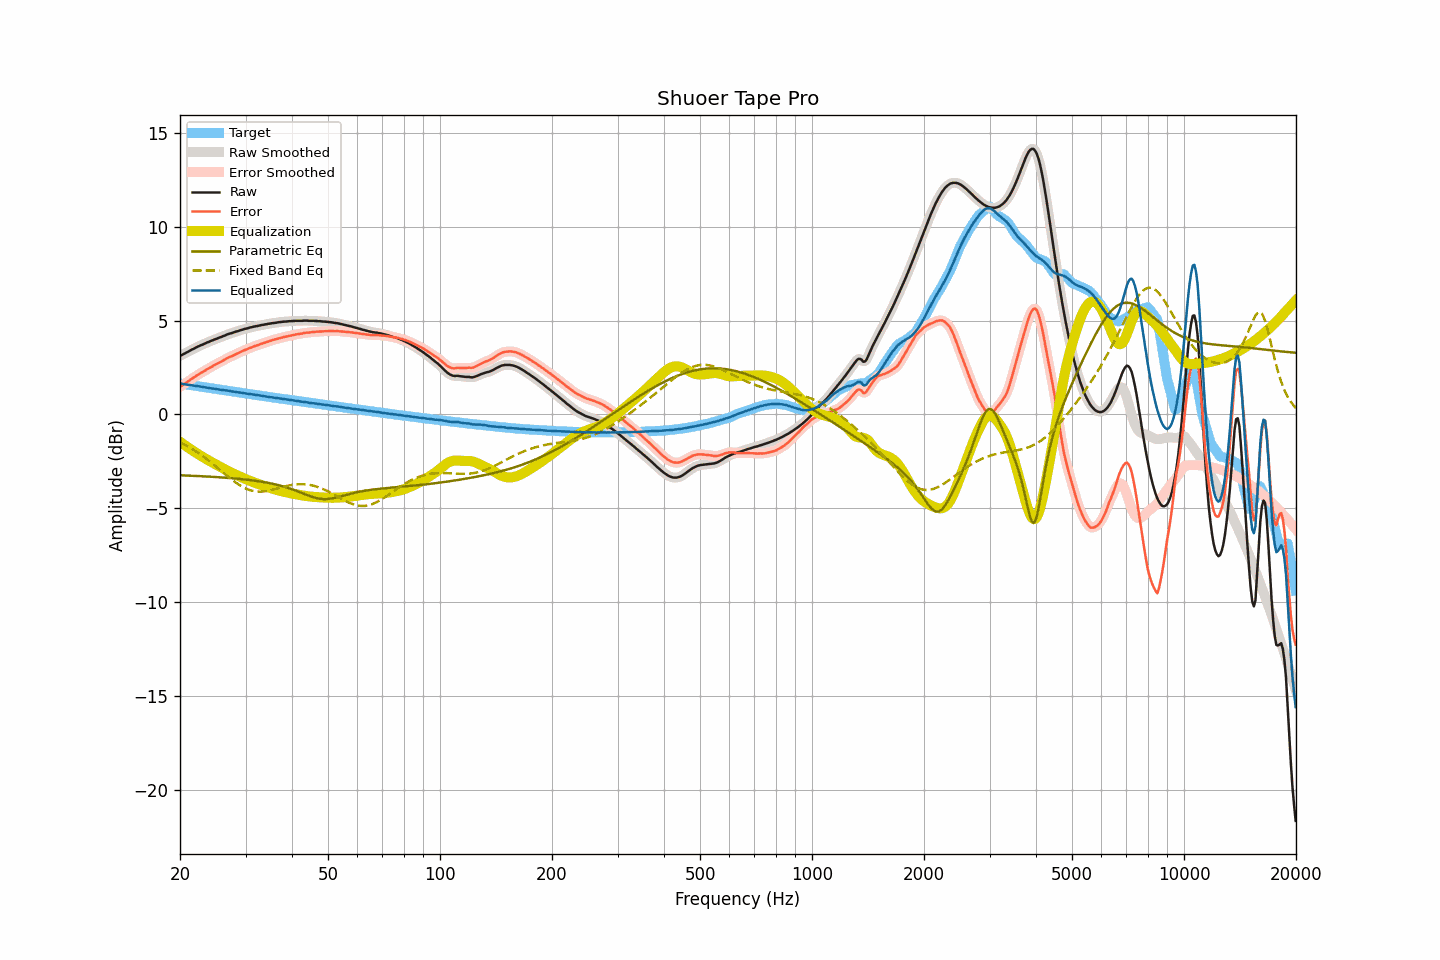 Shuoer Tape Pro
15
10
5
0
−5
−10
−15
−20
Amplitude (dBr)
Target
Raw Smoothed
Error Smoothed
Raw
Error
Equalization
Parametric Eq
Fixed Band Eq
Equalized
20 50 100 200 500 1000 2000 5000 10000 20000
Frequency (Hz)